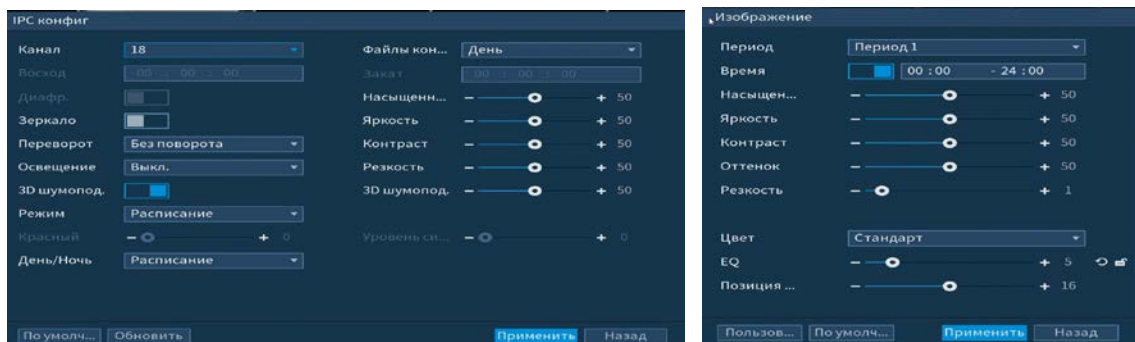 IPC конфиг
Канал 18 Файлы кон... День
Восход 00 : 00 : 00 Закат 00 : 00 : 00
Диафр. Насыщенн... 50
Зеркало Яркость 50
Переворот Без поворота Контраст 50
Освещение Выкл. Резкость 50
3D шумопод. 3D шумопод. 50
Режим Расписание
Красный 0 Уровень си... 0
День/Ночь Расписание
По умолч... Обновить Применить Назад
Изображение
Период Период 1
Время 00 : 00 - 24 : 00
Насыщен... 50
Яркость 50
Контраст 50
Оттенок 50
Резкость 1
Цвет Стандарт
EQ 5
Позиция ... 16
Пользов... По умолч... Применить Назад